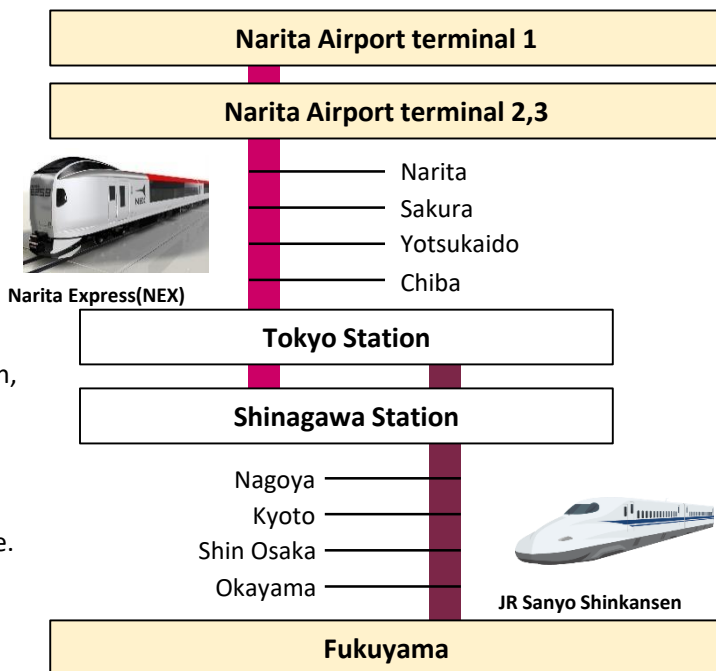 Narita Airport terminal 1
Narita Airport terminal 2,3
NEX
Narita
Sakura
Yotsukaido
Chiba
Narita Express(NEX)
Tokyo Station
Shinagawa Station
Nagoya
Kyoto
Shin Osaka
Okayama
JR Sanyo Shinkansen
Fukuyama